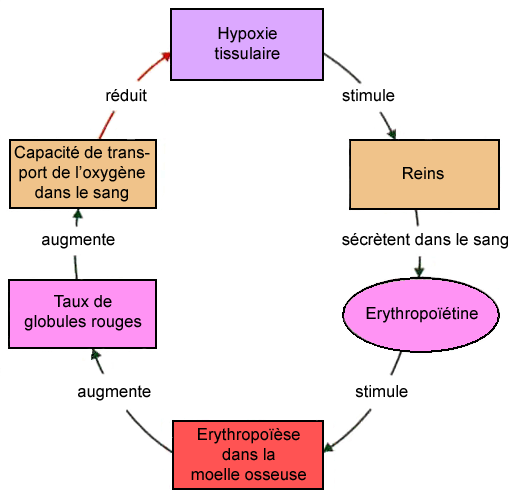 Hypoxie
tissulaire
réduit
stimule
Capacité de trans-
port de l'oxygène
dans le sang
Reins
augmente
sécrètent dans le sang
Taux de
globules rouges
Erythropoïétine
augmente
stimule
Erythropoïèse
dans la
moelle osseuse